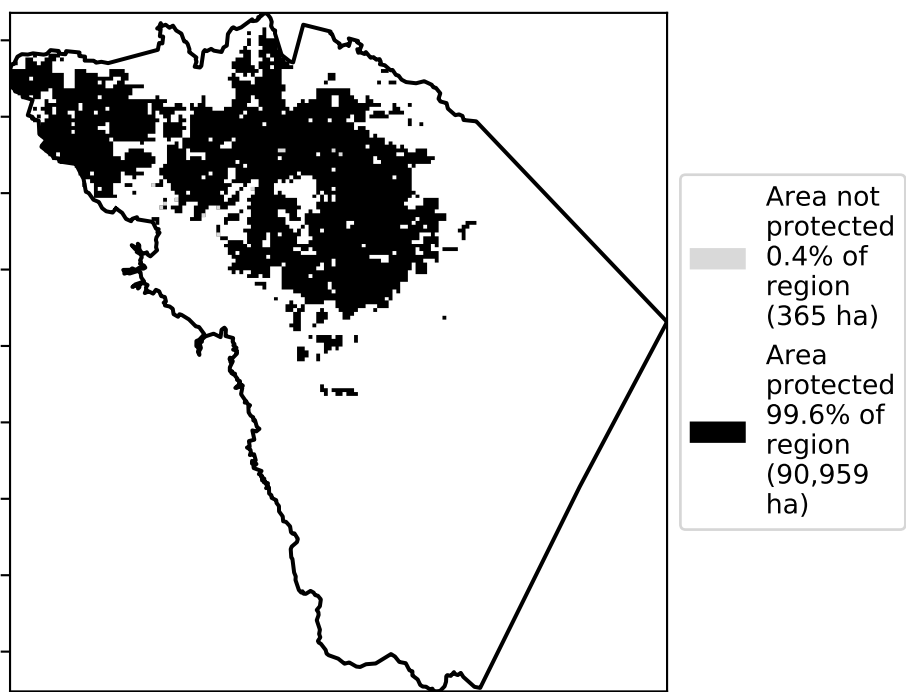 Area not
protected
0.4% of
region
(365 ha)
Area
protected
99.6% of
region
(90,959
ha)